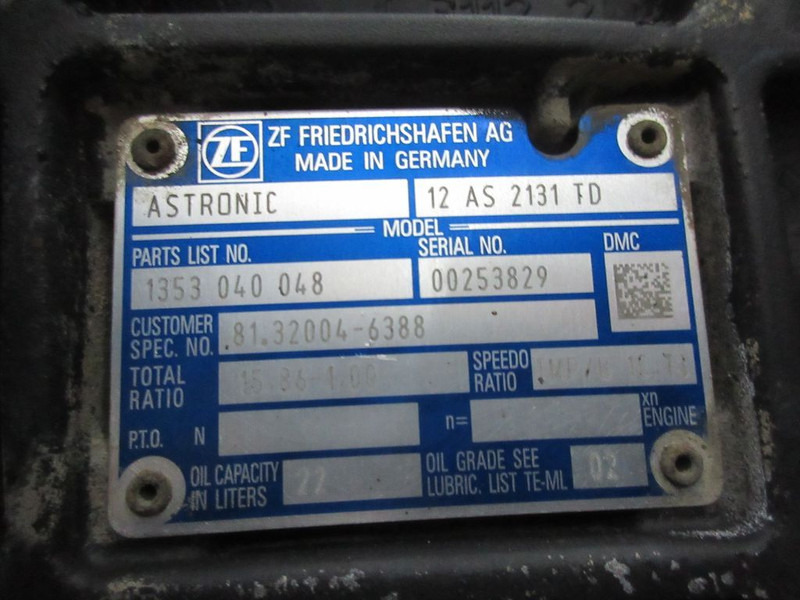 ZF ZF FRIEDRICHSHAFEN AG
MADE IN GERMANY
ASTRONIC 12 AS 2131 TD
MODEL
PARTS LIST NO. SERIAL NO. DMC
1353 040 048 00253829
CUSTOMER
SPEC. NO. 81.32004-6388
TOTAL
RATIO 15.86-1.00 SPEEDO
RATIO
P.T.O. N n= xn
ENGINE
OIL CAPACITY
IN LITERS 22 OIL GRADE SEE
LUBRIC. LIST TE-ML 02